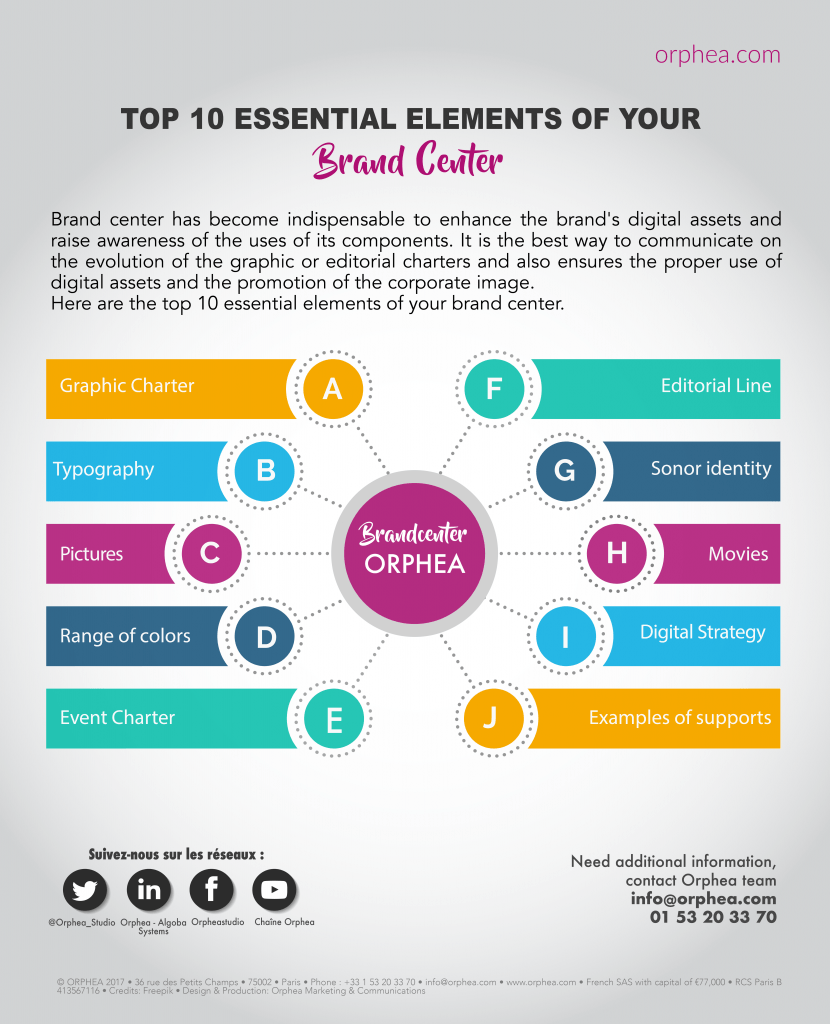 orphea.com
TOP 10 ESSENTIAL ELEMENTS OF YOUR
Brand Center
Brand center has become indispensable to enhance the brand's digital assets and
raise awareness of the uses of its components. It is the best way to communicate on
the evolution of the graphic or editorial charters and also ensures the proper use of
digital assets and the promotion of the corporate image.
Here are the top 10 essential elements of your brand center.
Graphic Charter
A
Typography
B
Pictures
C
Range of colors
D
Event Charter
E
Brandcenter
ORPHEA
F
Editorial Line
G
Sonor identity
H
Movies
I
Digital Strategy
J
Examples of supports
Suivez-nous sur les réseaux :
@Orphea_Studio
Orphea - Algoba
Systems
Orpheastudio
Chaîne Orphea
Need additional information,
contact Orphea team
info@orphea.com
01 53 20 33 70
© ORPHEA 2017 • 36 rue des Petits Champs • 75002 • Paris • Phone : +33 1 53 20 33 70 • info@orphea.com • www.orphea.com • French SAS with capital of €77,000 • RCS Paris B
413567116 • Credits: Freepik • Design & Production: Orphea Marketing & Communications